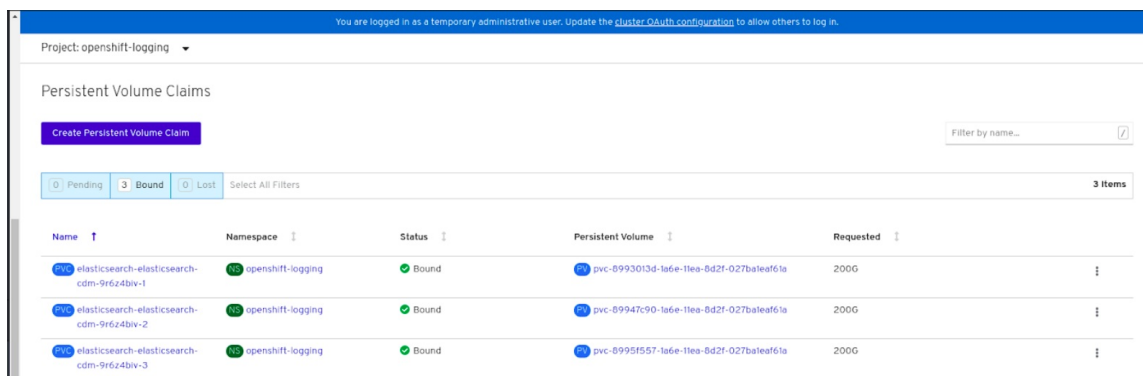 You are logged in as a temporary administrative user. Update the cluster OAuth configuration to allow others to log in.
Project: openshift-logging
Persistent Volume Claims
Create Persistent Volume Claim
Filter by name... /
0 Pending 3 Bound 0 Lost Select All Filters 3 Items
Name Namespace Status Persistent Volume Requested
PVC elasticsearch-elasticsearch- NS openshift-logging Bound PV pvc-8993013d-1a6e-11ea-8d2f-027ba1eaf61a 200G
cdm-9r6z4biv-1
PVC elasticsearch-elasticsearch- NS openshift-logging Bound PV pvc-89947c90-1a6e-11ea-8d2f-027ba1eaf61a 200G
cdm-9r6z4biv-2
PVC elasticsearch-elasticsearch- NS openshift-logging Bound PV pvc-8995f557-1a6e-11ea-8d2f-027ba1eaf61a 200G
cdm-9r6z4biv-3